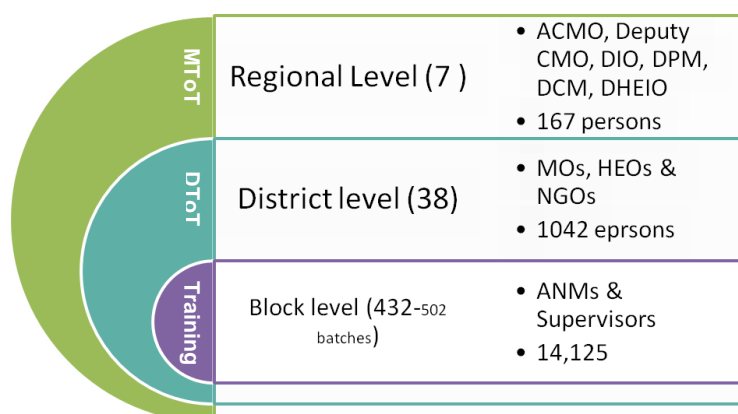 MToT
Regional Level (7 )
• ACMO, Deputy
CMO, DIO, DPM,
DCM, DHEIO
• 167 persons
DToT
District level (38)
• MOs, HEOs &
NGOs
• 1042 eprsons
Training
Block level (432-502
batches)
• ANMs &
Supervisors
• 14,125